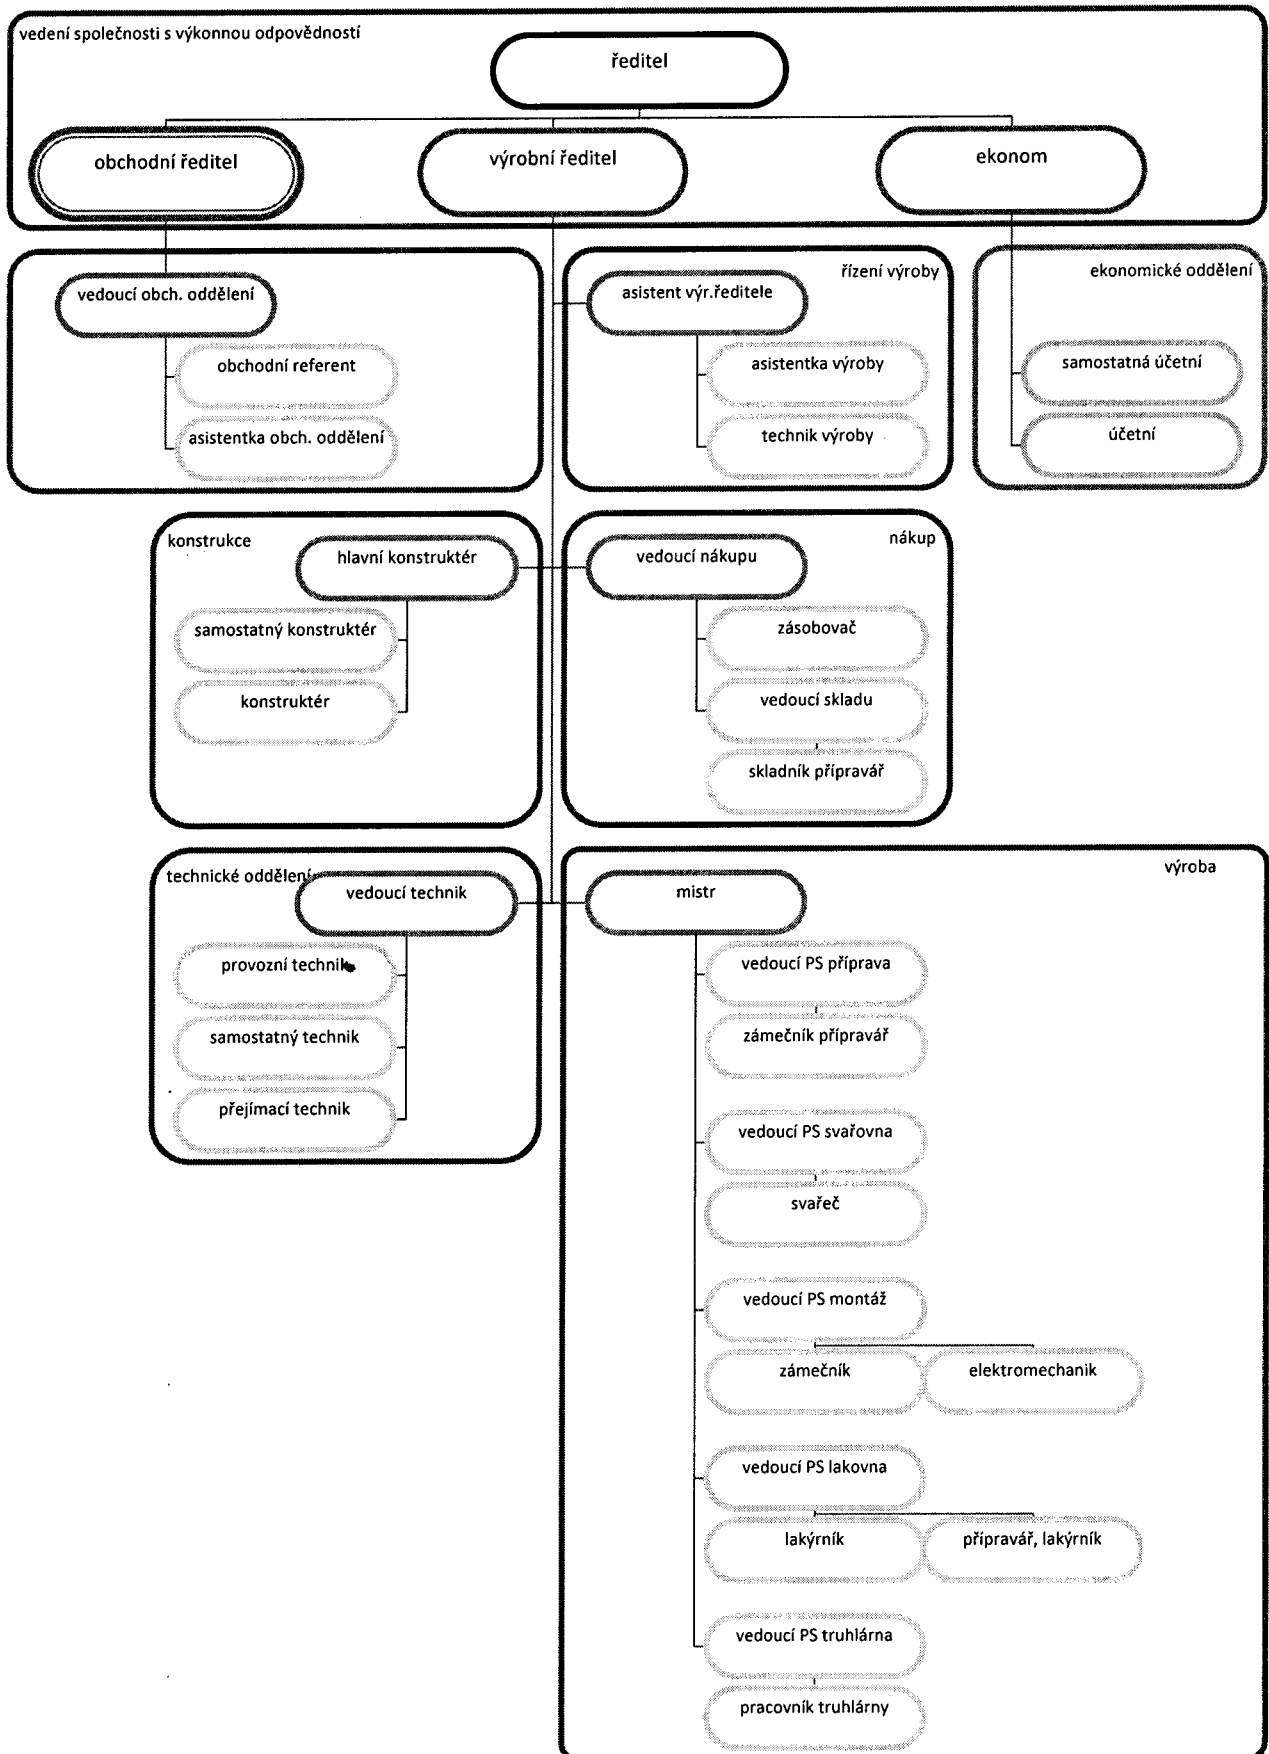 vedení společnosti s výkonnou odpovědností
ředitel
obchodní ředitel
výrobní ředitel
ekonom
vedoucí obch. oddělení
obchodní referent
asistentka obch. oddělení
řízení výroby
asistent výr.ředitele
asistentka výroby
technik výroby
ekonomické oddělení
samostatná účetní
účetní
konstrukce
hlavní konstruktér
samostatný konstruktér
konstruktér
nákup
vedoucí nákupu
zásobovač
vedoucí skladu
skladník přípravář
technické oddělení
vedoucí technik
provozní technik
samostatný technik
přejímací technik
výroba
mistr
vedoucí PS příprava
zámečník přípravář
vedoucí PS svařovna
svařeč
vedoucí PS montáž
zámečník
elektromechanik
vedoucí PS lakovna
lakýrník
přípravář, lakýrník
vedoucí PS truhlárna
pracovník truhlárny